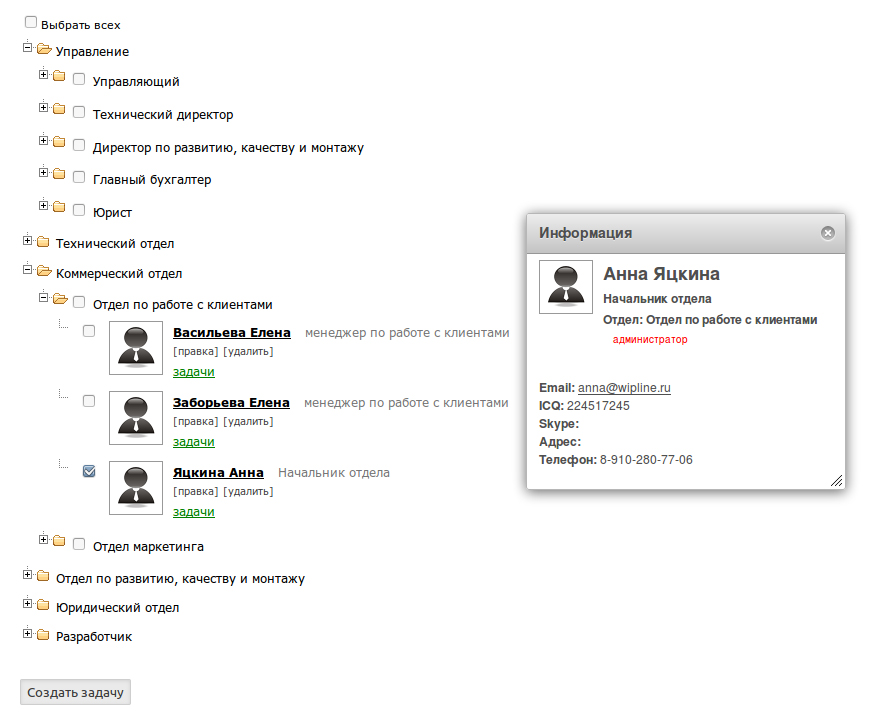 Выбрать всех
Управление
Управляющий
Технический директор
Директор по развитию, качеству и монтажу
Главный бухгалтер
Юрист
Технический отдел
Коммерческий отдел
Отдел по работе с клиентами
Васильева Елена менеджер по работе с клиентами
[правка] [удалить]
задачи
Заборьева Елена менеджер по работе с клиентами
[правка] [удалить]
задачи
Яцкина Анна Начальник отдела
[правка] [удалить]
задачи
Отдел маркетинга
Отдел по развитию, качеству и монтажу
Юридический отдел
Разработчик
Создать задачу
Информация
Анна Яцкина
Начальник отдела
Отдел: Отдел по работе с клиентами
администратор
Email: anna@wipline.ru
ICQ: 224517245
Skype:
Адрес:
Телефон: 8-910-280-77-06